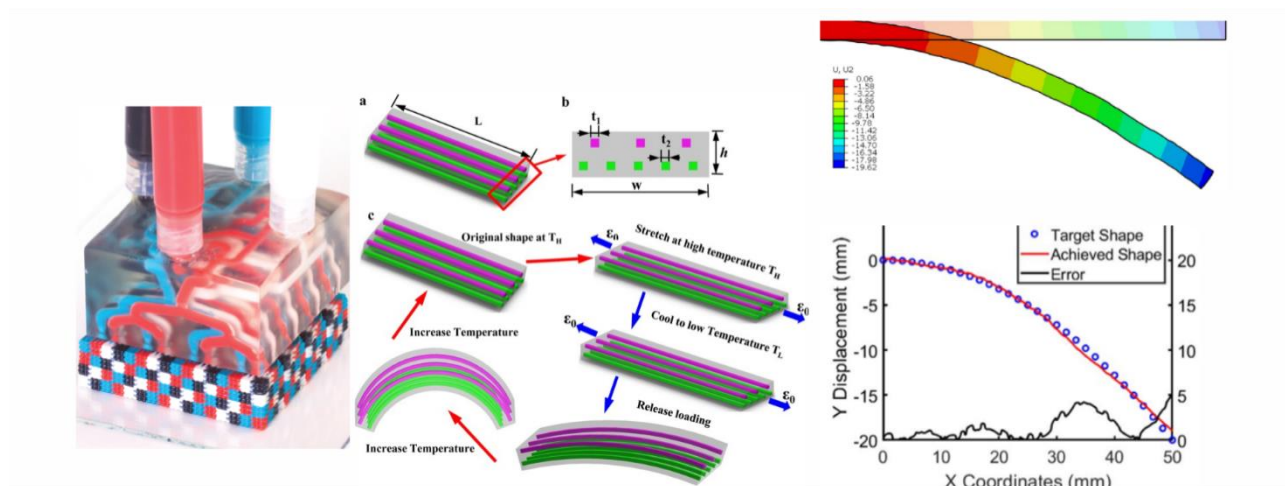 a
L
b
t1
t2
h
w
c
Original shape at TH
ε0
Stretch at high temperature TH
ε0
Increase Temperature
Cool to low Temperature TL
ε0
ε0
Release loading
Increase Temperature
U, U2
0.06
-1.58
-3.22
-4.86
-6.50
-8.14
-9.78
-11.42
-13.06
-14.70
-16.34
-17.98
-19.62
Target Shape
Achieved Shape
Error
Y Displacement (mm)
0
-5
-10
-15
-20
20
15
10
5
0
0 10 20 30 40 50
X Coordinates (mm)